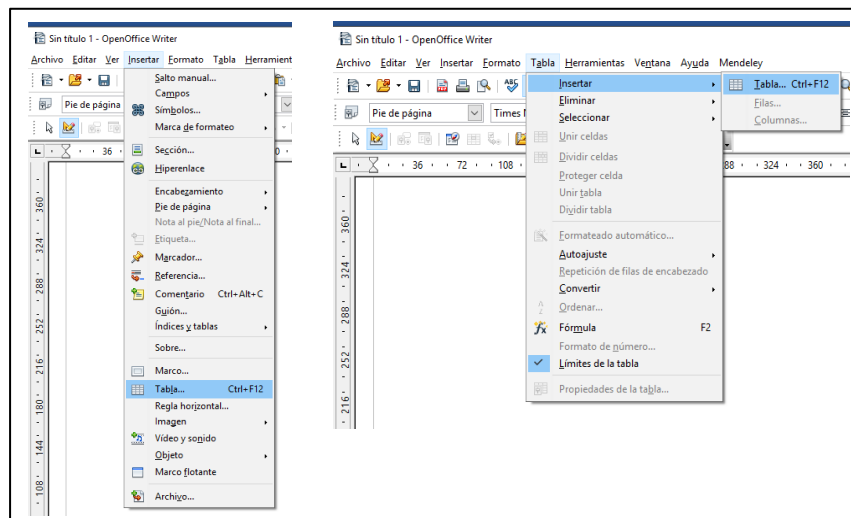 Sin título 1 - OpenOffice Writer
Archivo Editar Ver Insertar Formato Tabla Herramient
Pie de página
36
Salto manual...
Campos
Símbolos...
Marca de formateo
Sección...
Hiperenlace
Encabezamiento
Pie de página
Nota al pie/Nota al final...
Etiqueta...
Marcador...
Referencia...
Comentario Ctrl+Alt+C
Guión...
Índices y tablas
Sobre...
Marco...
Tabla... Ctrl+F12
Regla horizontal...
Imagen
Vídeo y sonido
Objeto
Marco flotante
Archivo...
360
324
288
252
216
180
144
108
Sin título 1 - OpenOffice Writer
Archivo Editar Ver Insertar Formato Tabla Herramientas Ventana Ayuda Mendeley
Pie de página Times
36 72 108
88 324 360
Insertar
Eliminar
Seleccionar
Unir celdas
Dividir celdas
Proteger celda
Unir tabla
Dividir tabla
Formateado automático...
Autoajuste
Repetición de filas de encabezado
Convertir
Ordenar...
Fórmula F2
Formato de número...
Límites de la tabla
Propiedades de la tabla...
Tabla... Ctrl+F12
Filas...
Columnas...
360
324
288
252
216